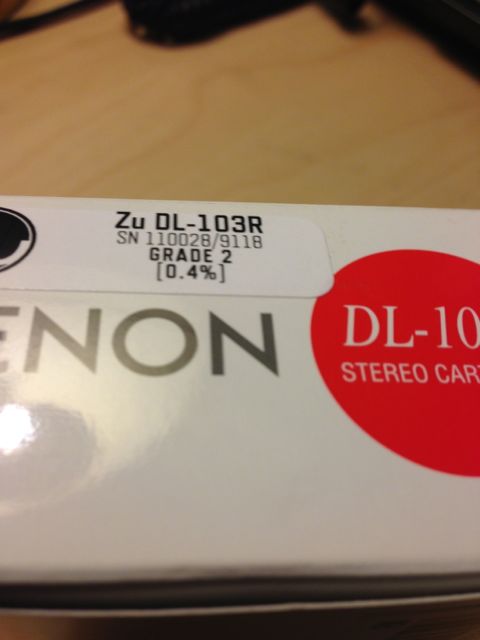 Zu DL-103R
SN 110028/9118
GRADE 2
[0.4%]
ENON
DL-10
STEREO CAR